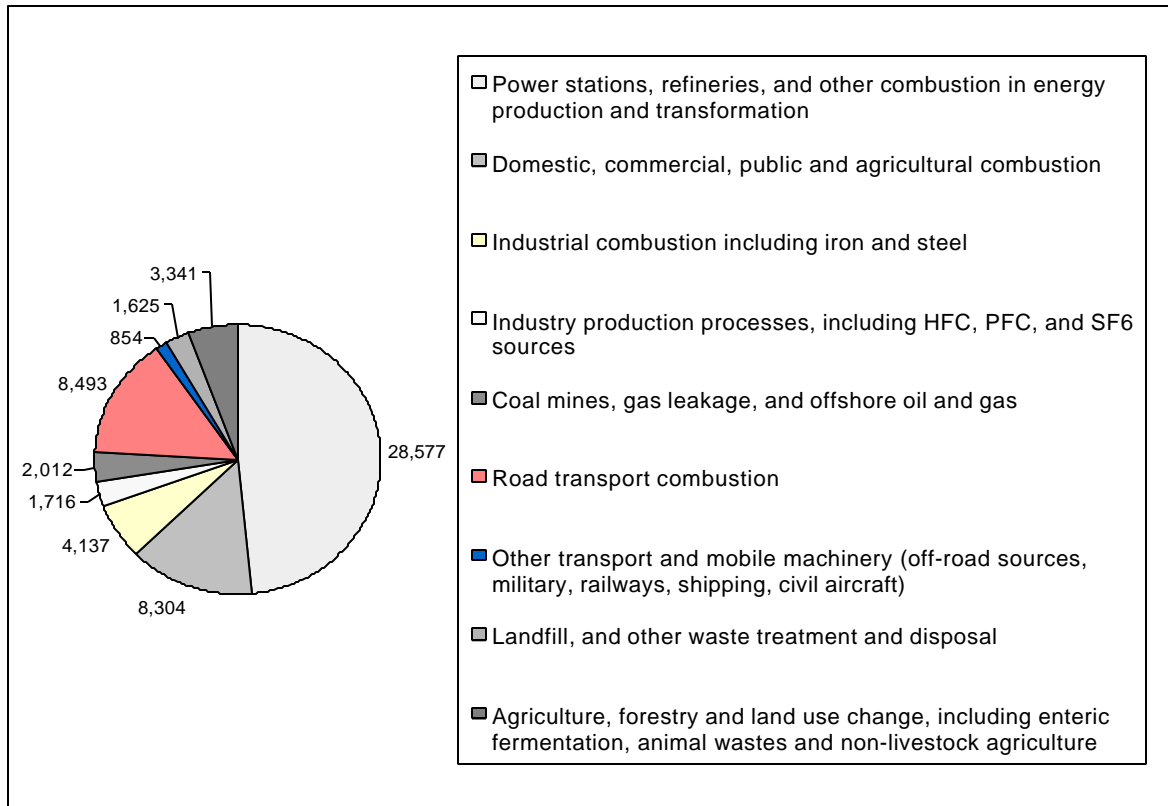 3,341
1,625
854
8,493
28,577
2,012
1,716
4,137
8,304
Power stations, refineries, and other combustion in energy
production and transformation
Domestic, commercial, public and agricultural combustion
Industrial combustion including iron and steel
Industry production processes, including HFC, PFC, and SF6
sources
Coal mines, gas leakage, and offshore oil and gas
Road transport combustion
Other transport and mobile machinery (off-road sources,
military, railways, shipping, civil aircraft)
Landfill, and other waste treatment and disposal
Agriculture, forestry and land use change, including enteric
fermentation, animal wastes and non-livestock agriculture